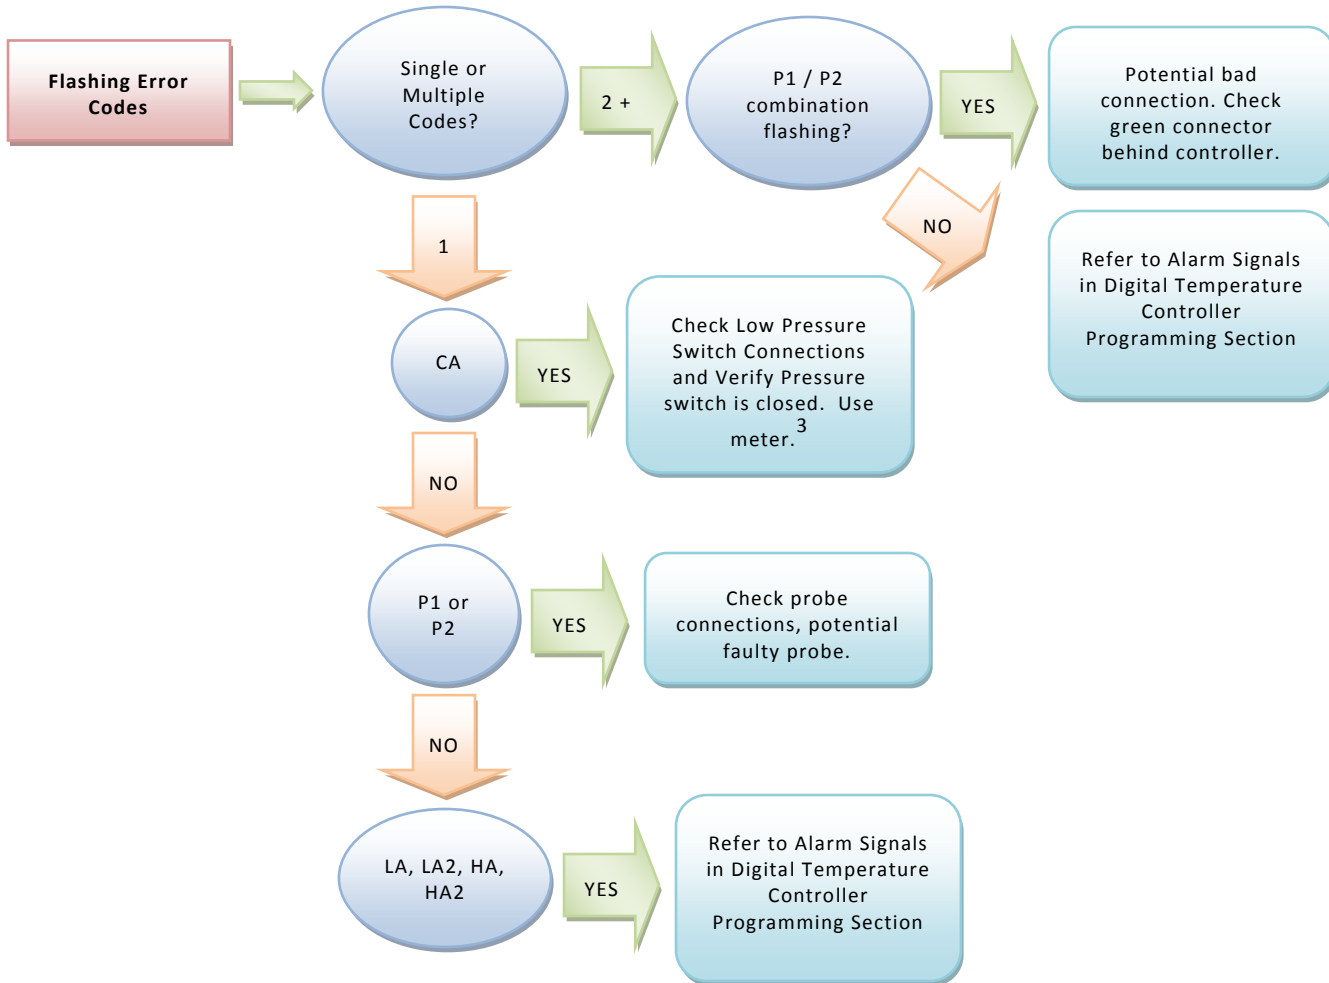 Flashing Error
Codes
Single or
Multiple
Codes?
2 +
P1 / P2
combination
flashing?
YES
Potential bad
connection. Check
green connector
behind controller.
NO
Refer to Alarm Signals
in Digital Temperature
Controller
Programming Section
1
CA
YES
Check Low Pressure
Switch Connections
and Verify Pressure
switch is closed.  Use
meter.3
NO
P1 or
P2
YES
Check probe
connections, potential
faulty probe.
NO
LA, LA2, HA,
HA2
YES
Refer to Alarm Signals
in Digital Temperature
Controller
Programming Section